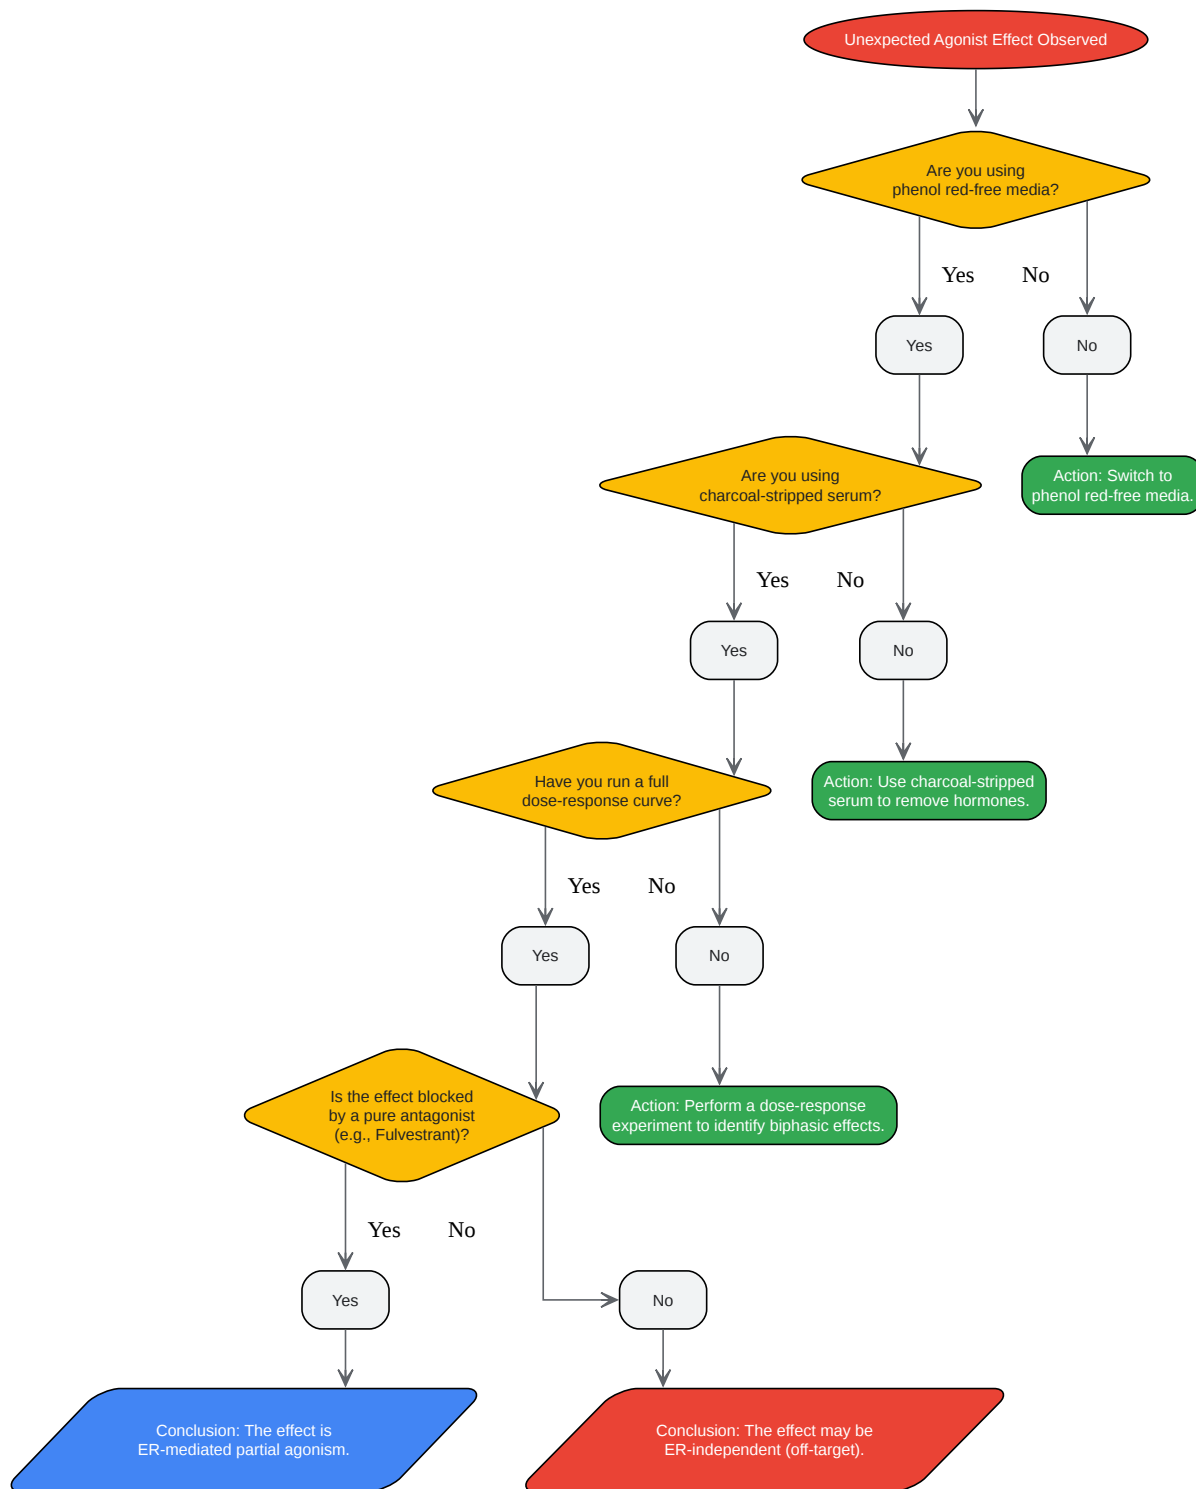 Unexpected Agonist Effect Observed
Are you using
phenol red-free media?
Yes
No
Yes
No
Are you using
charcoal-stripped serum?
Action: Switch to
phenol red-free media.
Yes
No
Yes
No
Have you run a full
dose-response curve?
Action: Use charcoal-stripped
serum to remove hormones.
Yes
No
Yes
No
Is the effect blocked
by a pure antagonist
(e.g., Fulvestrant)?
Action: Perform a dose-response
experiment to identify biphasic effects.
Yes
No
Yes
No
Conclusion: The effect is
ER-mediated partial agonism.
Conclusion: The effect may be
ER-independent (off-target).